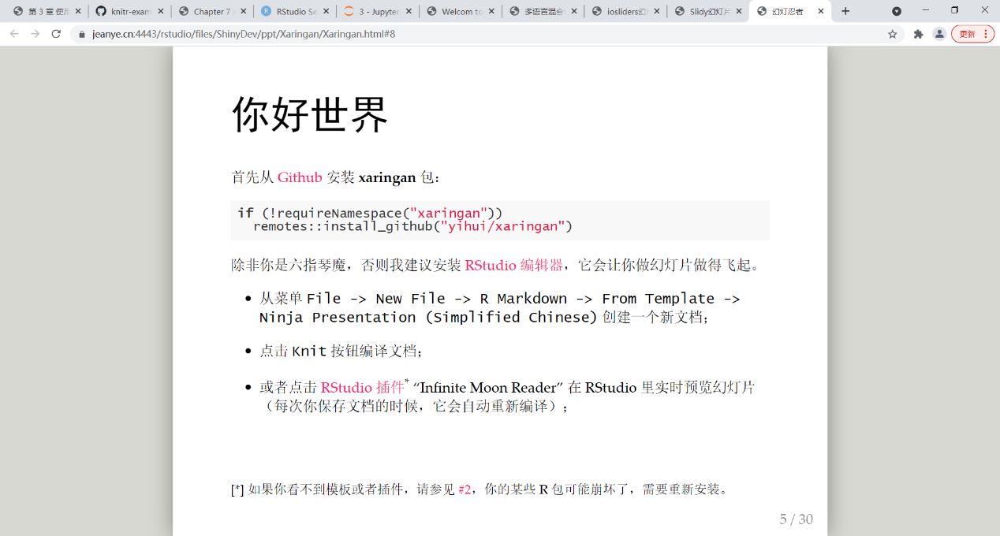 第 3 章 使用
knitr-exam
Chapter 7
RStudio Se
3 - Jupyter
Welcom to
多语言混合
ioslides幻
Slidy幻灯片
幻灯忍者
jeanye.cn:4443/rstudio/files/ShinyDev/ppt/Xaringan/Xaringan.html#8
更新
你好世界
首先从 Github 安装 xaringan 包：
if (!requireNamespace("xaringan"))
remotes::install_github("yihui/xaringan")
除非你是六指琴魔，否则我建议安装 RStudio 编辑器，它会让你做幻灯片做得飞起。
从菜单 File -> New File -> R Markdown -> From Template ->
Ninja Presentation (Simplified Chinese) 创建一个新文档；
点击 Knit 按钮编译文档；
或者点击 RStudio 插件* “Infinite Moon Reader” 在 RStudio 里实时预览幻灯片
（每次你保存文档的时候，它会自动重新编译）；
[*] 如果你看不到模板或者插件，请参见 #2，你的某些 R 包可能崩坏了，需要重新安装。
5 / 30